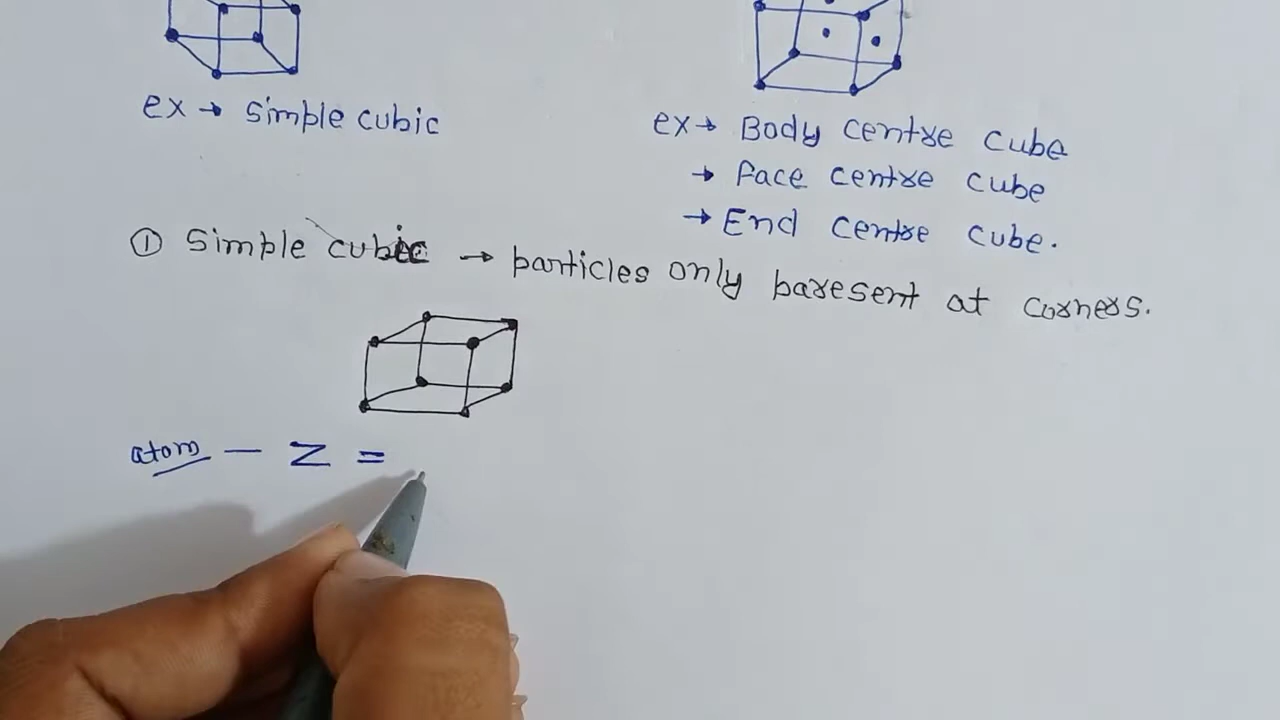 ex → Simple cubic
ex → Body centre cube
→ Face centre cube
→ End centre cube.
① Simple cubic → particles only baresent at corners.
atom — Z =